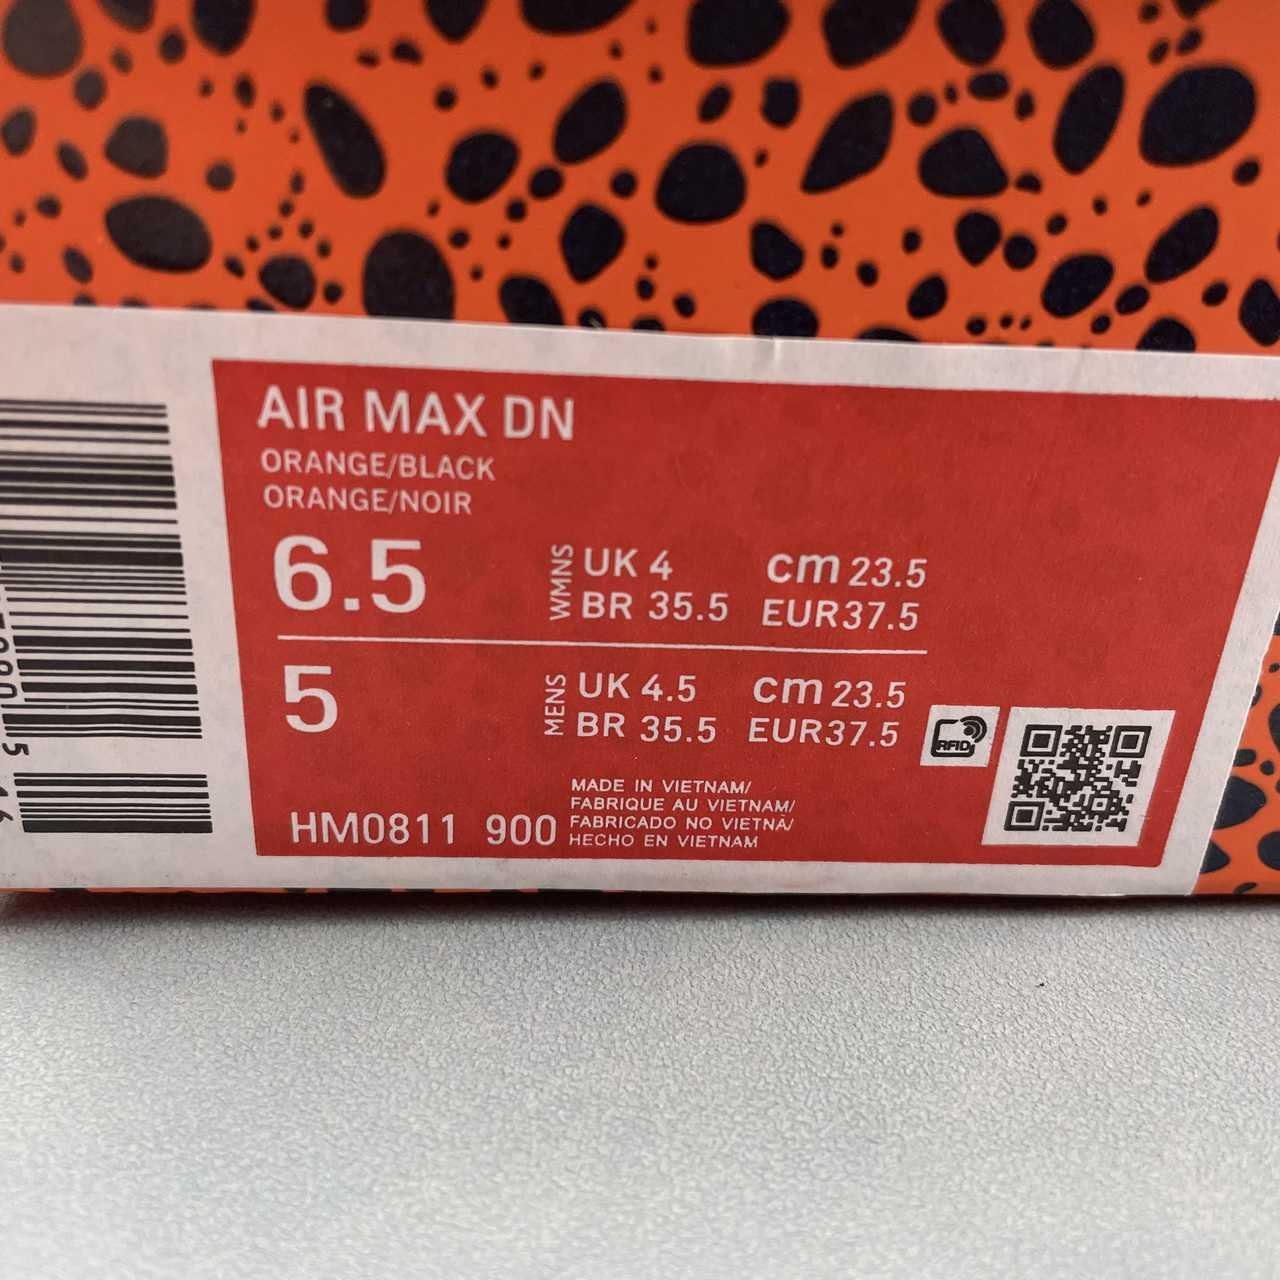 AIR MAX DN
ORANGE/BLACK
ORANGE/NOIR
6.5 WMNS UK 4 cm 23.5
BR 35.5 EUR37.5
5 MENS UK 4.5 cm 23.5
BR 35.5 EUR37.5
RFID
MADE IN VIETNAM/
FABRIQUE AU VIETNAM/
FABRICADO NO VIETNÃ/
HECHO EN VIETNAM
HM0811 900